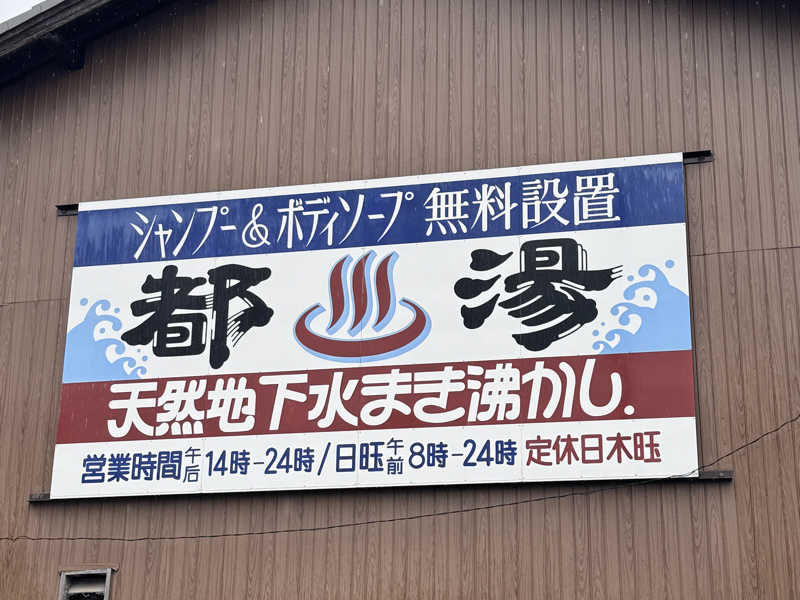 シャンプー&ボディソープ 無料設置
都♨湯
天然地下水まき沸かし.
営業時間 午后 14時-24時/日旺 午前 8時-24時 定休日木旺